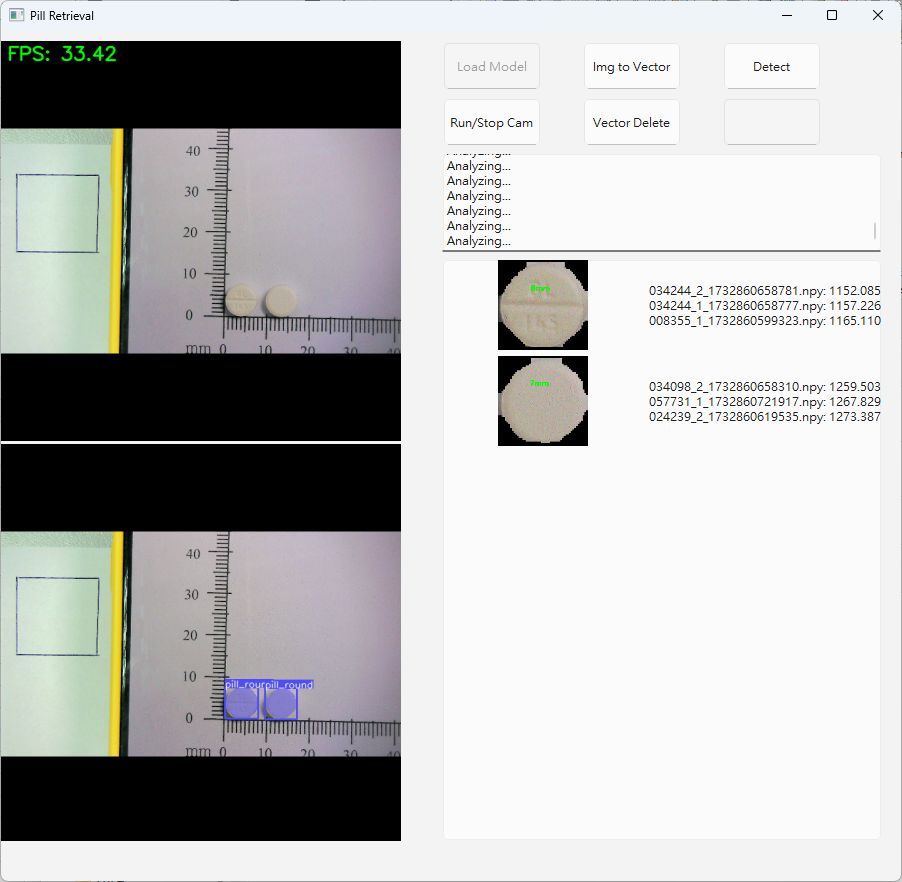 Pill Retrieval
FPS: 33.42
40
30
20
10
0
mm 0 10 20 30 40
40
30
20
10
0
mm 0 10 20 30 40
pill_round
Load Model
Img to Vector
Detect
Run/Stop Cam
Vector Delete
Analyzing...
Analyzing...
Analyzing...
Analyzing...
Analyzing...
Analyzing...
Analyzing...
8mm
143
034244_2_1732860658781.npy: 1152.085
034244_1_1732860658777.npy: 1157.226
008355_1_1732860599323.npy: 1165.110
7mm
034098_2_1732860658310.npy: 1259.503
057731_1_1732860721917.npy: 1267.829
024239_2_1732860619535.npy: 1273.387